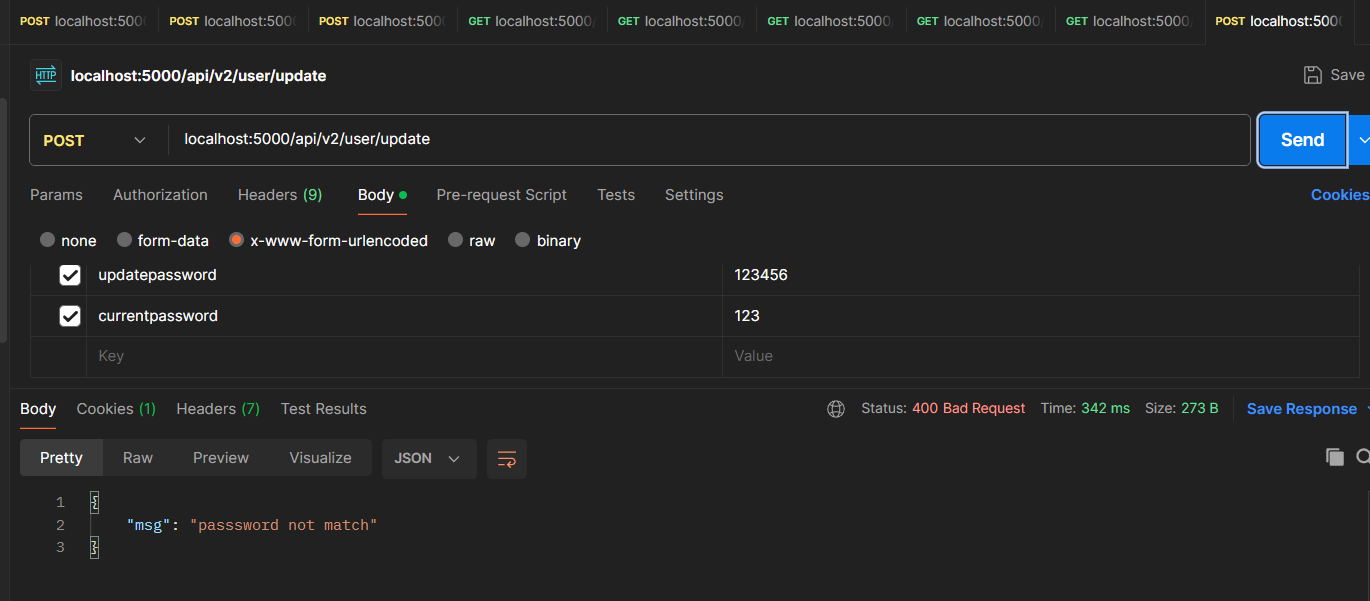 POST localhost:500 POST localhost:500 POST localhost:500 GET localhost:5000/ GET localhost:5000/ GET localhost:5000/ GET localhost:5000/ GET localhost:5000/ POST localhost:500
HTTP localhost:5000/api/v2/user/update Save
POST localhost:5000/api/v2/user/update Send
Params Authorization Headers (9) Body Pre-request Script Tests Settings Cookies
none form-data x-www-form-urlencoded raw binary
updatepassword 123456
currentpassword 123
Key Value
Body Cookies (1) Headers (7) Test Results Status: 400 Bad Request Time: 342 ms Size: 273 B Save Response
Pretty Raw Preview Visualize JSON
1 {
2 "msg": "passsword not match"
3 }